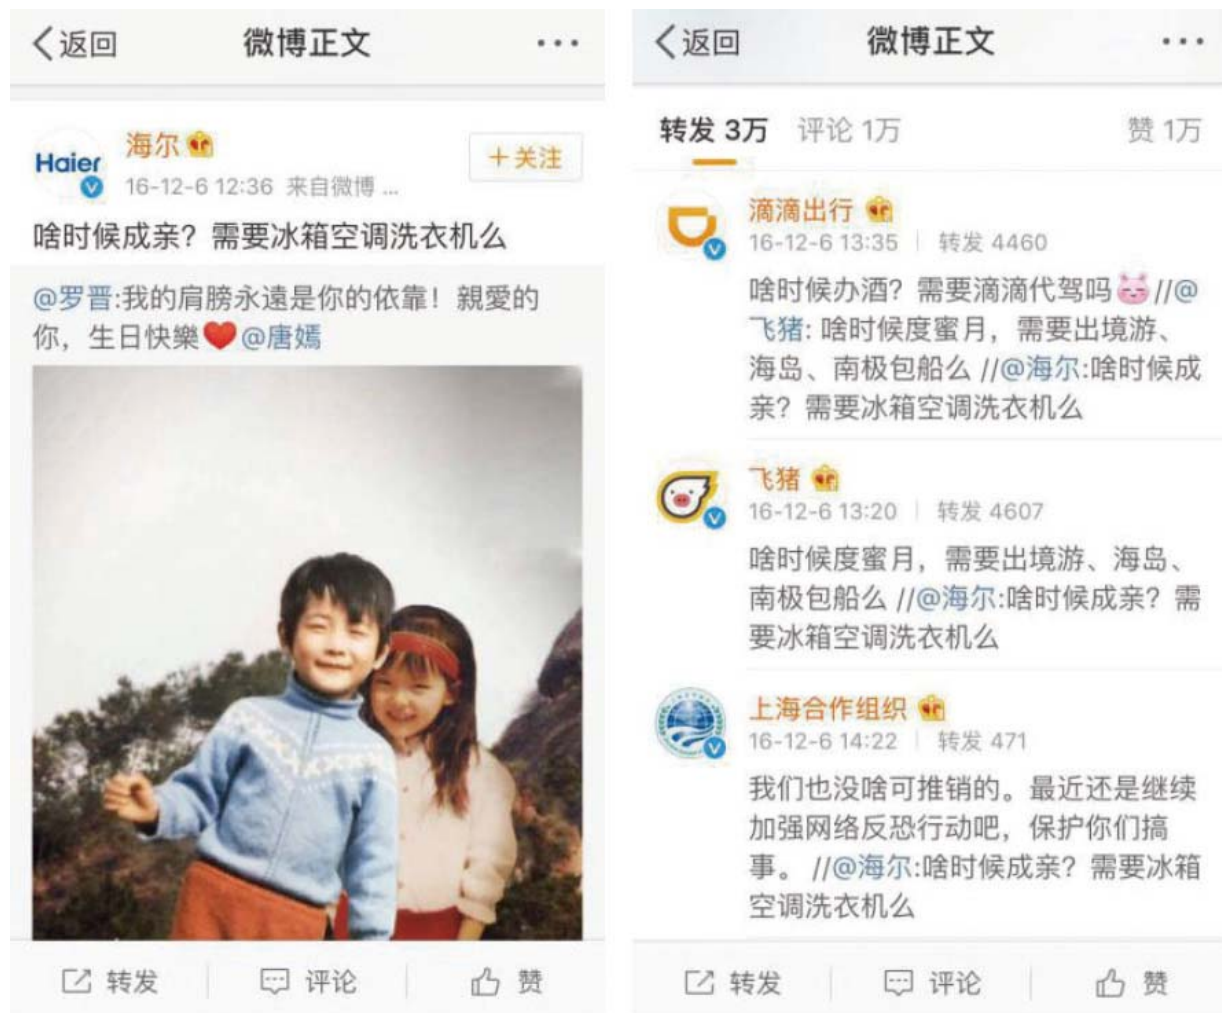 返回
微博正文
Haier
海尔
+关注
16-12-6 12:36 来自微博 ...
啥时候成亲？需要冰箱空调洗衣机么
@罗晋:我的肩膀永遠是你的依靠！親愛的
你，生日快樂❤@唐嫣
转发
评论
赞
返回
微博正文
转发 3万
评论 1万
赞 1万
滴滴出行
16-12-6 13:35 | 转发 4460
啥时候办酒？需要滴滴代驾吗//@
飞猪: 啥时候度蜜月，需要出境游、
海岛、南极包船么 //@海尔:啥时候成
亲？需要冰箱空调洗衣机么
飞猪
16-12-6 13:20 | 转发 4607
啥时候度蜜月，需要出境游、海岛、
南极包船么 //@海尔:啥时候成亲？需
要冰箱空调洗衣机么
上海合作组织
16-12-6 14:22 | 转发 471
我们也没啥可推销的。最近还是继续
加强网络反恐行动吧，保护你们搞
事。 //@海尔:啥时候成亲？需要冰箱
空调洗衣机么
转发
评论
赞